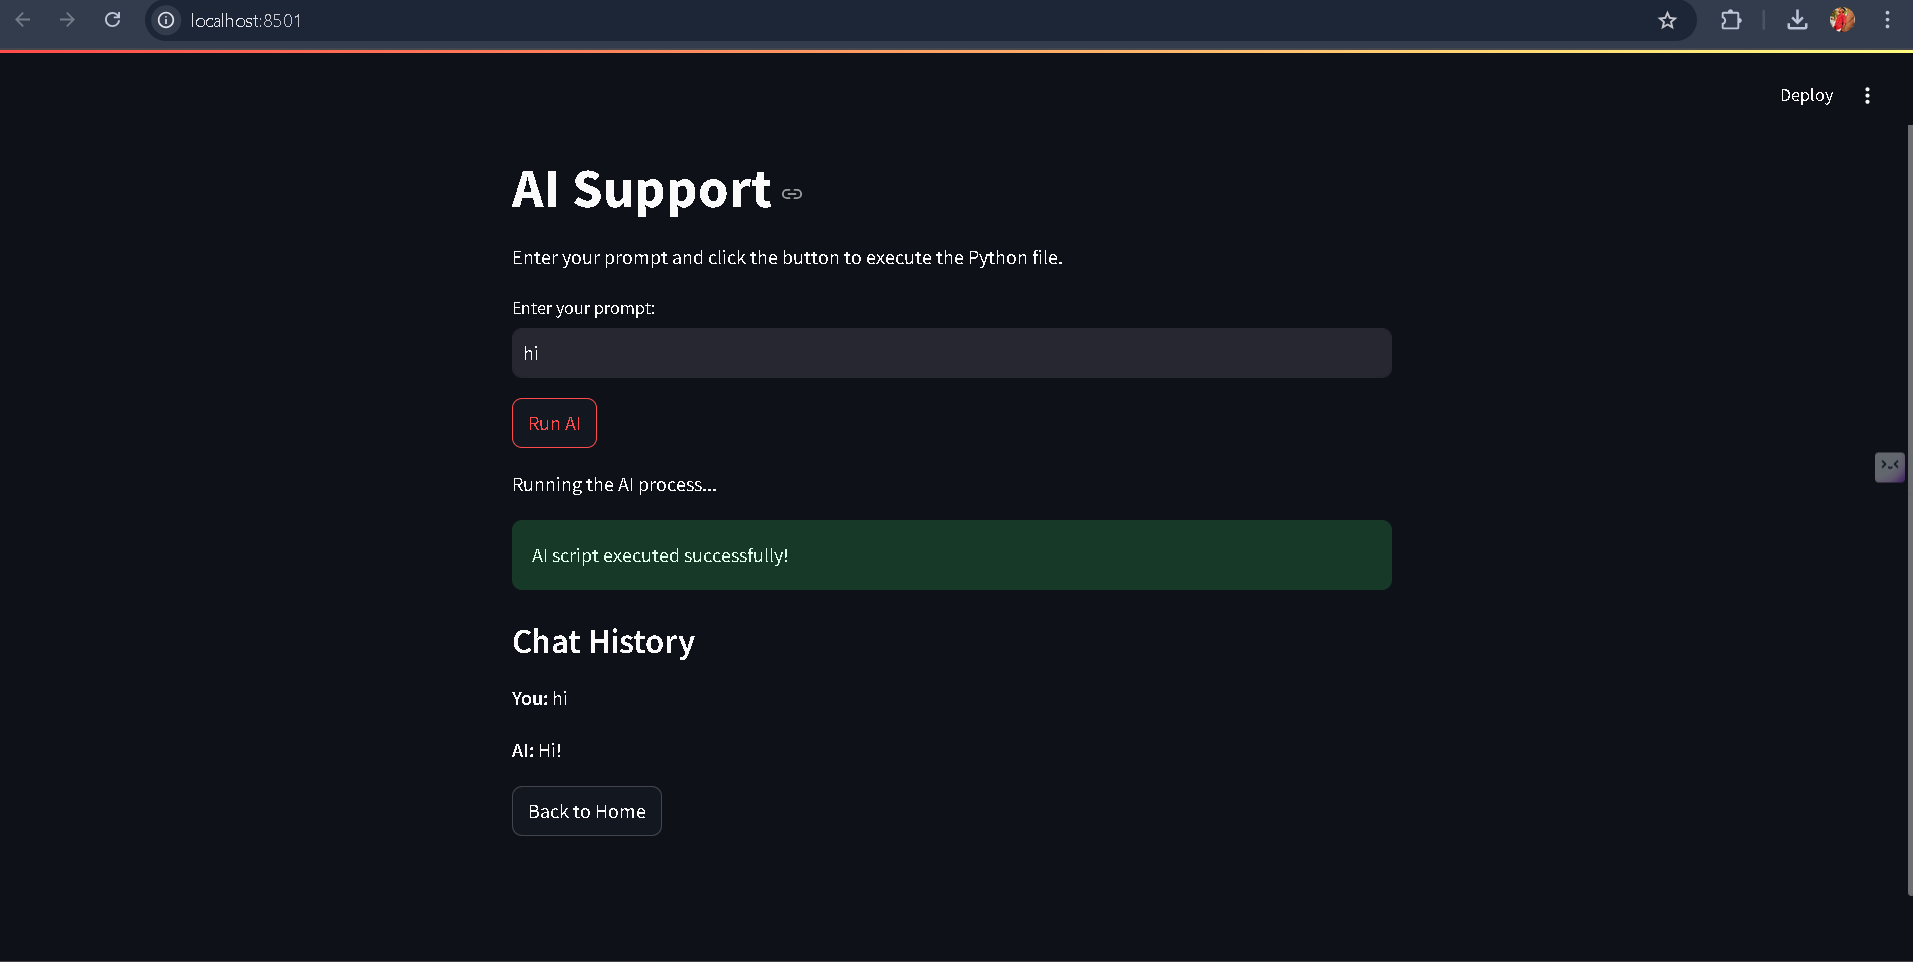 localhost:8501
Deploy
AI Support
Enter your prompt and click the button to execute the Python file.
Enter your prompt:
hi
Run AI
Running the AI process...
AI script executed successfully!
Chat History
You: hi
AI: Hi!
Back to Home